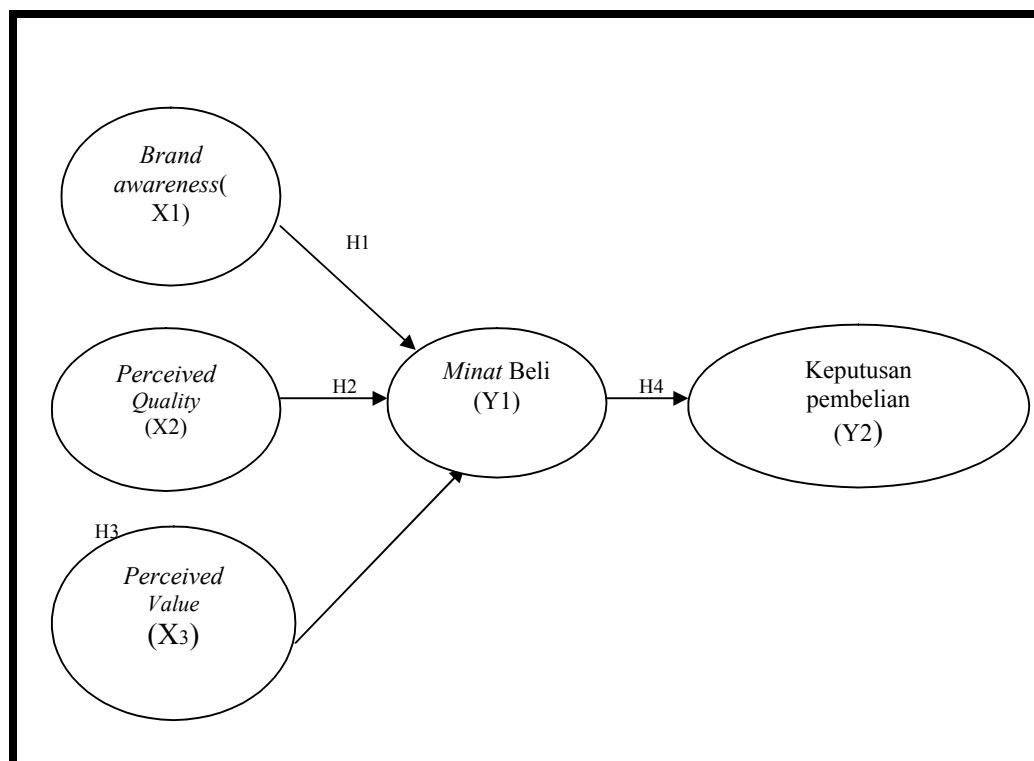 Brand
awareness(
X1)
H1
Perceived
Quality
(X2)
H2
Minat Beli
(Y1)
H4
Keputusan
pembelian
(Y2)
H3
Perceived
Value
(X3)